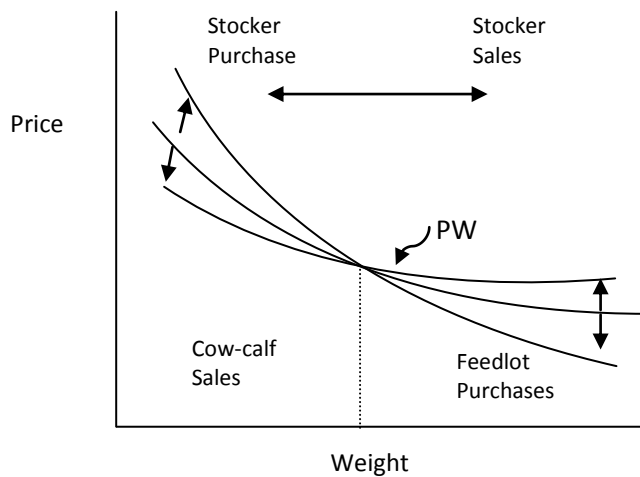 Stocker
Purchase
Stocker
Sales
Price
PW
Cow-calf
Sales
Feedlot
Purchases
Weight